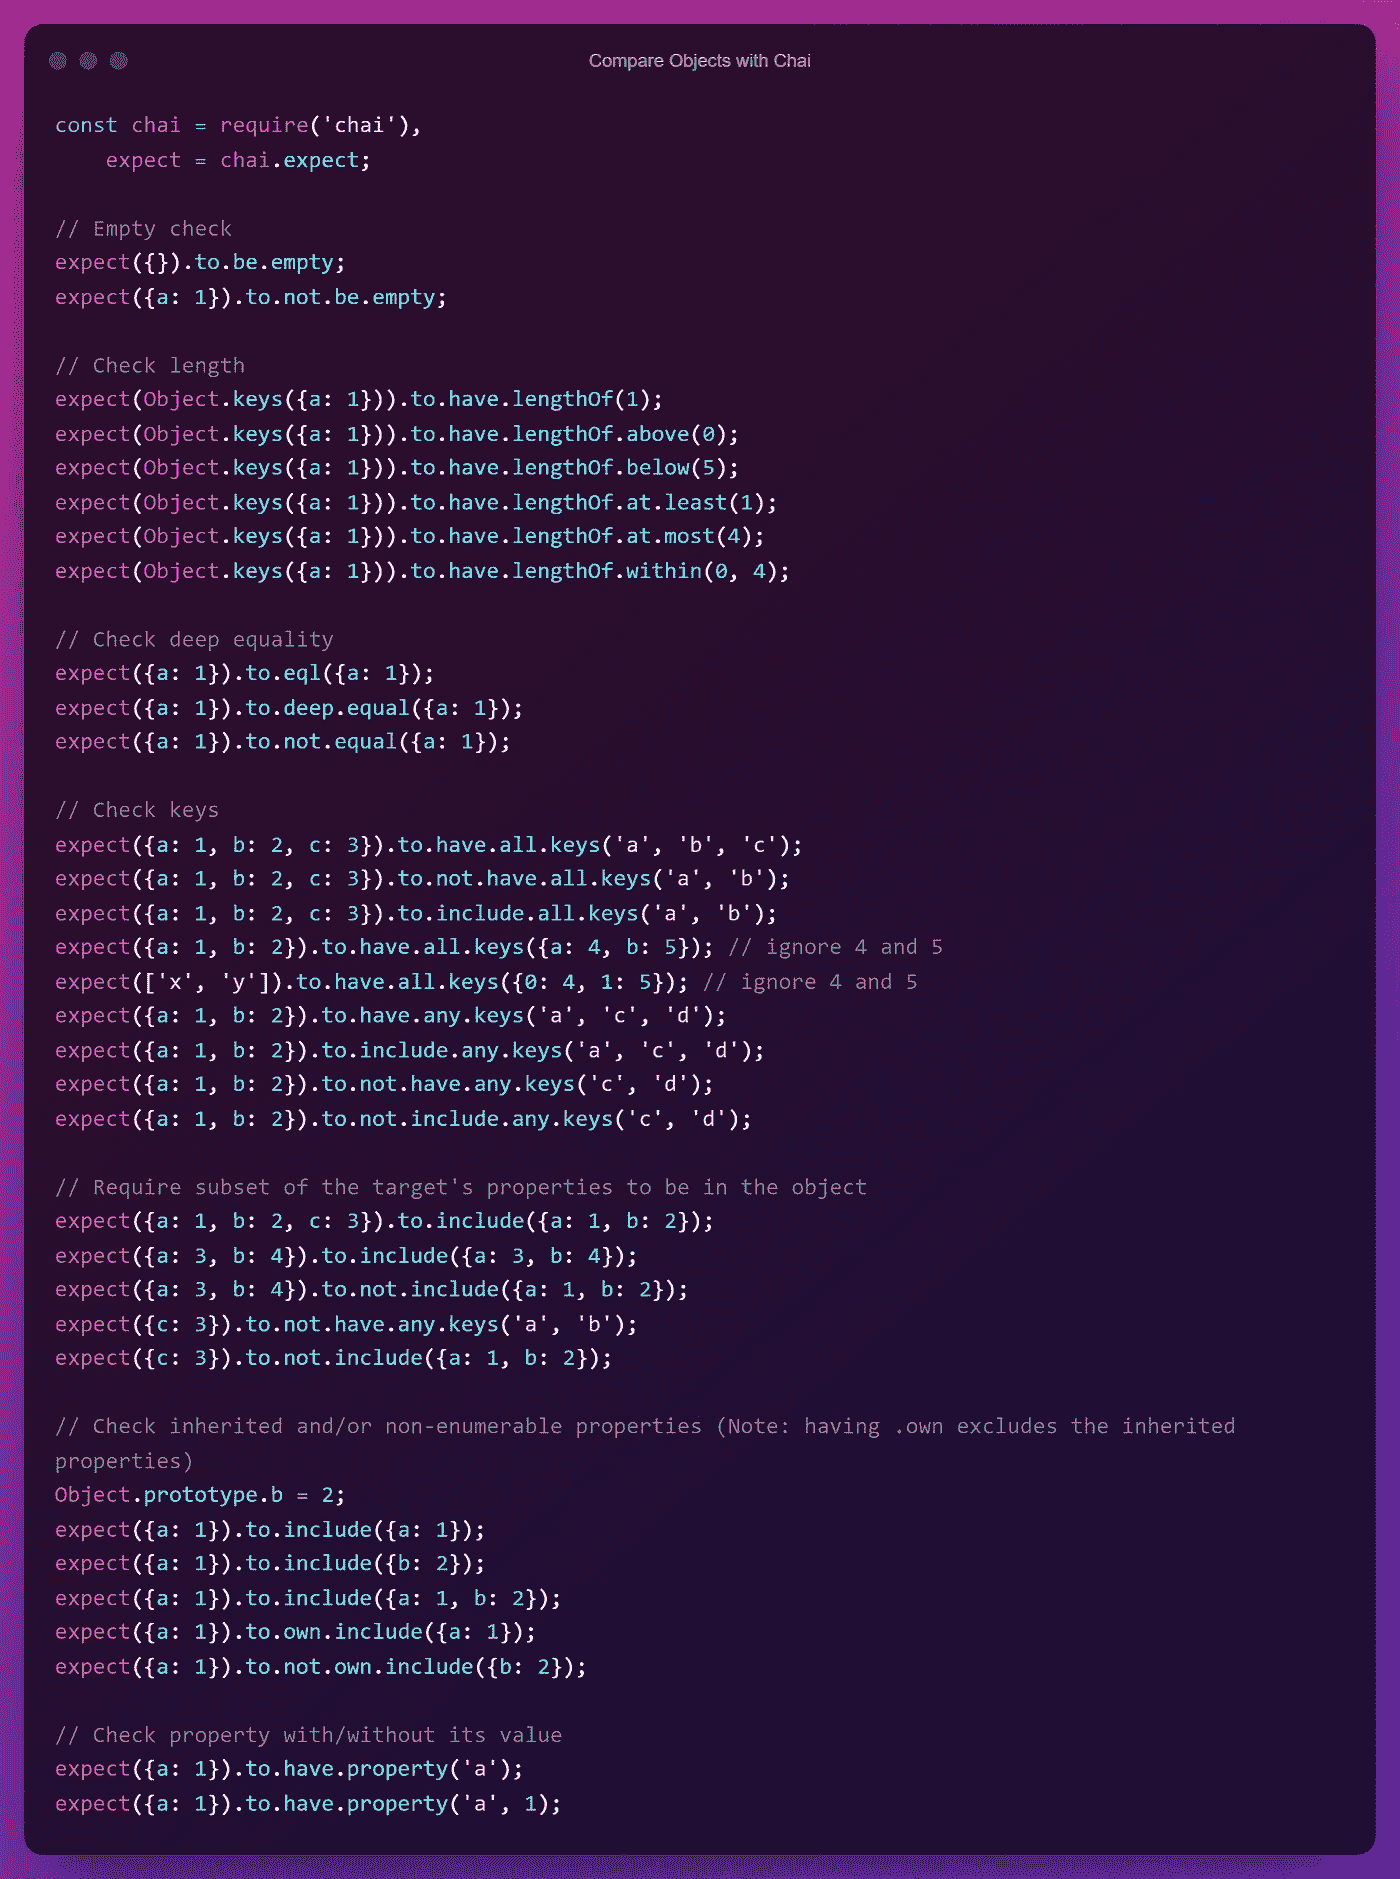 Compare Objects with Chai
const chai = require('chai'),
    expect = chai.expect;
// Empty check
expect({}).to.be.empty;
expect({a: 1}).to.not.be.empty;
// Check length
expect(Object.keys({a: 1})).to.have.lengthOf(1);
expect(Object.keys({a: 1})).to.have.lengthOf.above(0);
expect(Object.keys({a: 1})).to.have.lengthOf.below(5);
expect(Object.keys({a: 1})).to.have.lengthOf.at.least(1);
expect(Object.keys({a: 1})).to.have.lengthOf.at.most(4);
expect(Object.keys({a: 1})).to.have.lengthOf.within(0, 4);
// Check deep equality
expect({a: 1}).to.eql({a: 1});
expect({a: 1}).to.deep.equal({a: 1});
expect({a: 1}).to.not.equal({a: 1});
// Check keys
expect({a: 1, b: 2, c: 3}).to.have.all.keys('a', 'b', 'c');
expect({a: 1, b: 2, c: 3}).to.not.have.all.keys('a', 'b');
expect({a: 1, b: 2, c: 3}).to.include.all.keys('a', 'b');
expect({a: 1, b: 2}).to.have.all.keys({a: 4, b: 5}); // ignore 4 and 5
expect(['x', 'y']).to.have.all.keys({0: 4, 1: 5}); // ignore 4 and 5
expect({a: 1, b: 2}).to.have.any.keys('a', 'c', 'd');
expect({a: 1, b: 2}).to.include.any.keys('a', 'c', 'd');
expect({a: 1, b: 2}).to.not.have.any.keys('c', 'd');
expect({a: 1, b: 2}).to.not.include.any.keys('c', 'd');
// Require subset of the target's properties to be in the object
expect({a: 1, b: 2, c: 3}).to.include({a: 1, b: 2});
expect({a: 3, b: 4}).to.include({a: 3, b: 4});
expect({a: 3, b: 4}).to.not.include({a: 1, b: 2});
expect({c: 3}).to.not.have.any.keys('a', 'b');
expect({c: 3}).to.not.include({a: 1, b: 2});
// Check inherited and/or non-enumerable properties (Note: having .own excludes the inherited
properties)
Object.prototype.b = 2;
expect({a: 1}).to.include({a: 1});
expect({a: 1}).to.include({b: 2});
expect({a: 1}).to.include({a: 1, b: 2});
expect({a: 1}).to.own.include({a: 1});
expect({a: 1}).to.not.own.include({b: 2});
// Check property with/without its value
expect({a: 1}).to.have.property('a');
expect({a: 1}).to.have.property('a', 1);